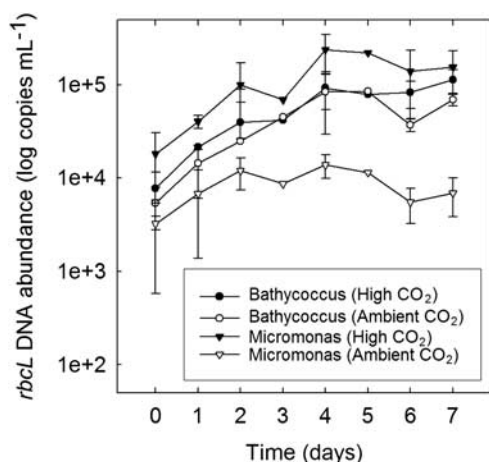 rbcL DNA abundance (log copies mL⁻¹)
1e+5
1e+4
1e+3
1e+2
Bathycoccus (High CO₂)
Bathycoccus (Ambient CO₂)
Micromonas (High CO₂)
Micromonas (Ambient CO₂)
0 1 2 3 4 5 6 7
Time (days)